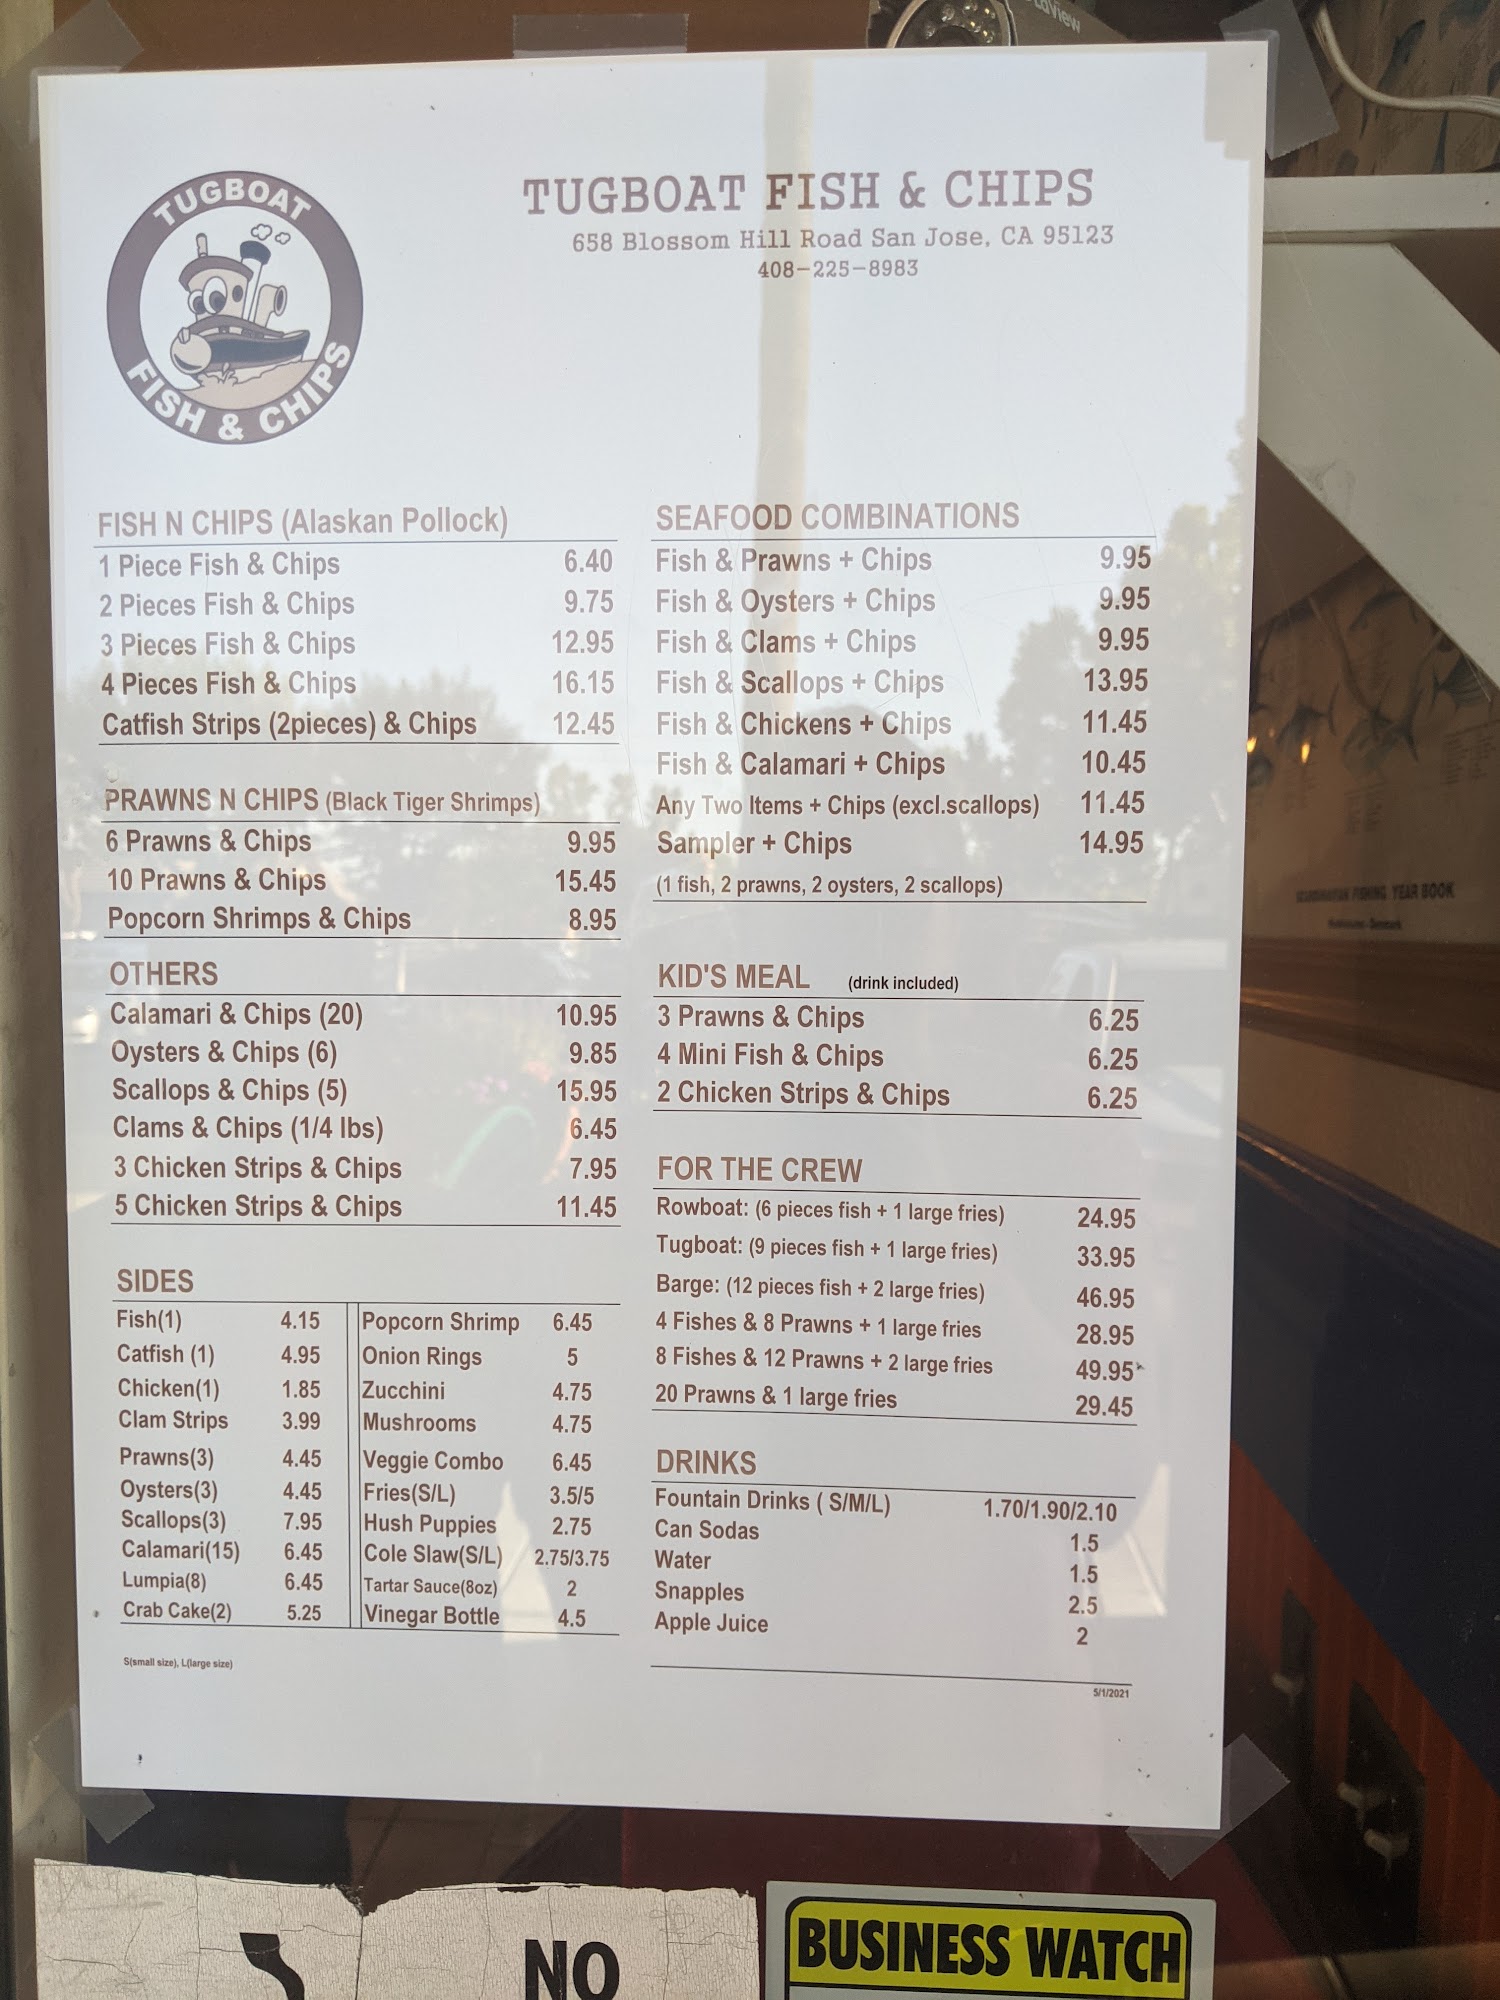 TUGBOAT
FISH & CHIPS
TUGBOAT FISH & CHIPS
658 Blossom Hill Road San Jose, CA 95123
408-225-8983
FISH N CHIPS (Alaskan Pollock)
1 Piece Fish & Chips 6.40
2 Pieces Fish & Chips 9.75
3 Pieces Fish & Chips 12.95
4 Pieces Fish & Chips 16.15
Catfish Strips (2pieces) & Chips 12.45
PRAWNS N CHIPS (Black Tiger Shrimps)
6 Prawns & Chips 9.95
10 Prawns & Chips 15.45
Popcorn Shrimps & Chips 8.95
OTHERS
Calamari & Chips (20) 10.95
Oysters & Chips (6) 9.85
Scallops & Chips (5) 15.95
Clams & Chips (1/4 lbs) 6.45
3 Chicken Strips & Chips 7.95
5 Chicken Strips & Chips 11.45
SIDES
Fish(1) 4.15 Popcorn Shrimp 6.45
Catfish (1) 4.95 Onion Rings 5
Chicken(1) 1.85 Zucchini 4.75
Clam Strips 3.99 Mushrooms 4.75
Prawns(3) 4.45 Veggie Combo 6.45
Oysters(3) 4.45 Fries(S/L) 3.5/5
Scallops(3) 7.95 Hush Puppies 2.75
Calamari(15) 6.45 Cole Slaw(S/L) 2.75/3.75
Lumpia(8) 6.45 Tartar Sauce(8oz) 2
Crab Cake(2) 5.25 Vinegar Bottle 4.5
S(small size), L(large size)
SEAFOOD COMBINATIONS
Fish & Prawns + Chips 9.95
Fish & Oysters + Chips 9.95
Fish & Clams + Chips 9.95
Fish & Scallops + Chips 13.95
Fish & Chickens + Chips 11.45
Fish & Calamari + Chips 10.45
Any Two Items + Chips (excl.scallops) 11.45
Sampler + Chips 14.95
(1 fish, 2 prawns, 2 oysters, 2 scallops)
KID'S MEAL (drink included)
3 Prawns & Chips 6.25
4 Mini Fish & Chips 6.25
2 Chicken Strips & Chips 6.25
FOR THE CREW
Rowboat: (6 pieces fish + 1 large fries) 24.95
Tugboat: (9 pieces fish + 1 large fries) 33.95
Barge: (12 pieces fish + 2 large fries) 46.95
4 Fishes & 8 Prawns + 1 large fries 28.95
8 Fishes & 12 Prawns + 2 large fries 49.95
20 Prawns & 1 large fries 29.45
DRINKS
Fountain Drinks ( S/M/L) 1.70/1.90/2.10
Can Sodas 1.5
Water 1.5
Snapples 2.5
Apple Juice 2
5/1/2021
FISHING YEAR BOOK
NO
BUSINESS WATCH